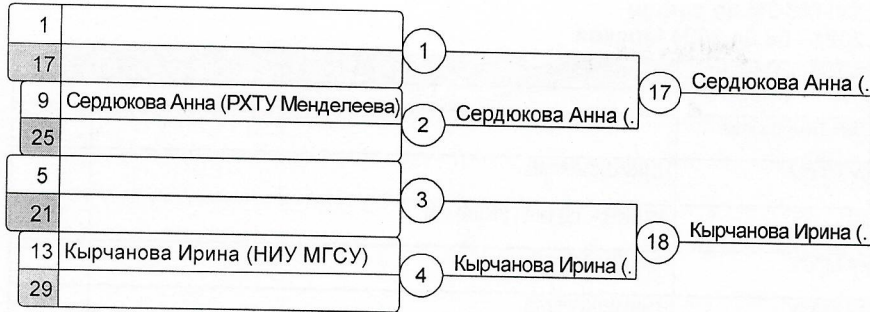 1
17
1
9 Сердюкова Анна (РХТУ Менделеева)
25
2 Сердюкова Анна (.
17 Сердюкова Анна (.
5
21
3
13 Кырчанова Ирина (НИУ МГСУ)
29
4 Кырчанова Ирина (.
18 Кырчанова Ирина (.